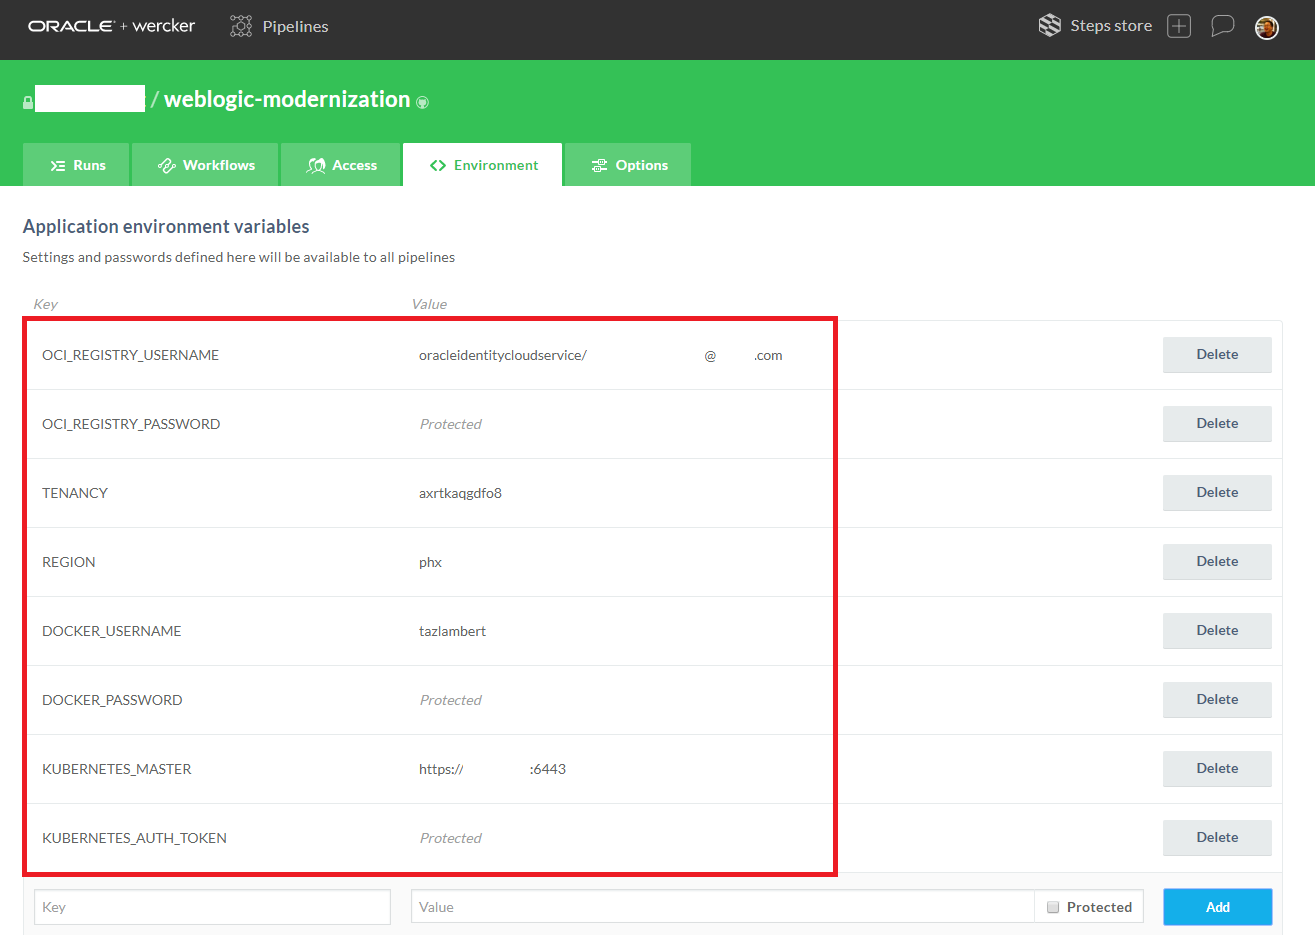 ORACLE + wercker Pipelines Steps store
/ weblogic-modernization
Runs Workflows Access Environment Options
Application environment variables
Settings and passwords defined here will be available to all pipelines
Key Value
OCI_REGISTRY_USERNAME oracleidentitycloudservice/ @ .com Delete
OCI_REGISTRY_PASSWORD Protected Delete
TENANCY axrtkaqgdfo8 Delete
REGION phx Delete
DOCKER_USERNAME tazlambert Delete
DOCKER_PASSWORD Protected Delete
KUBERNETES_MASTER https:// :6443 Delete
KUBERNETES_AUTH_TOKEN Protected Delete
Key Value Protected Add